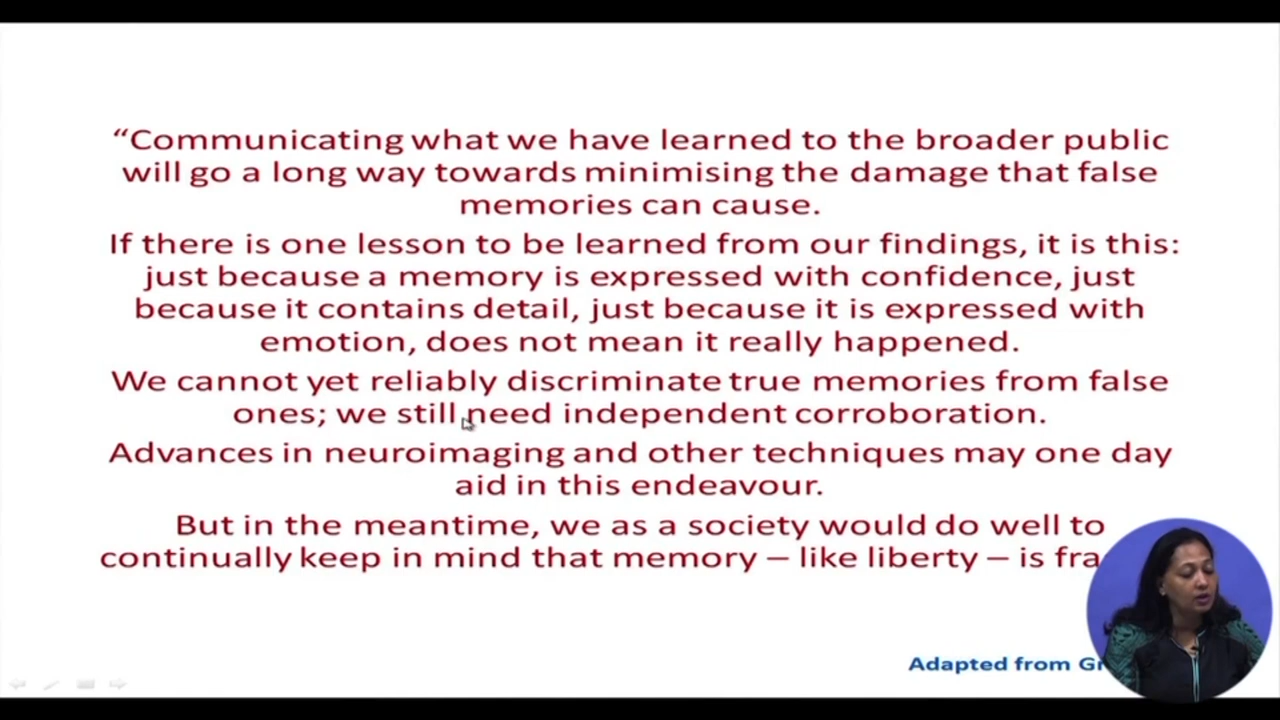 “Communicating what we have learned to the broader public
will go a long way towards minimising the damage that false
memories can cause.
If there is one lesson to be learned from our findings, it is this:
just because a memory is expressed with confidence, just
because it contains detail, just because it is expressed with
emotion, does not mean it really happened.
We cannot yet reliably discriminate true memories from false
ones; we still need independent corroboration.
Advances in neuroimaging and other techniques may one day
aid in this endeavour.
But in the meantime, we as a society would do well to
continually keep in mind that memory – like liberty – is
Adapted from